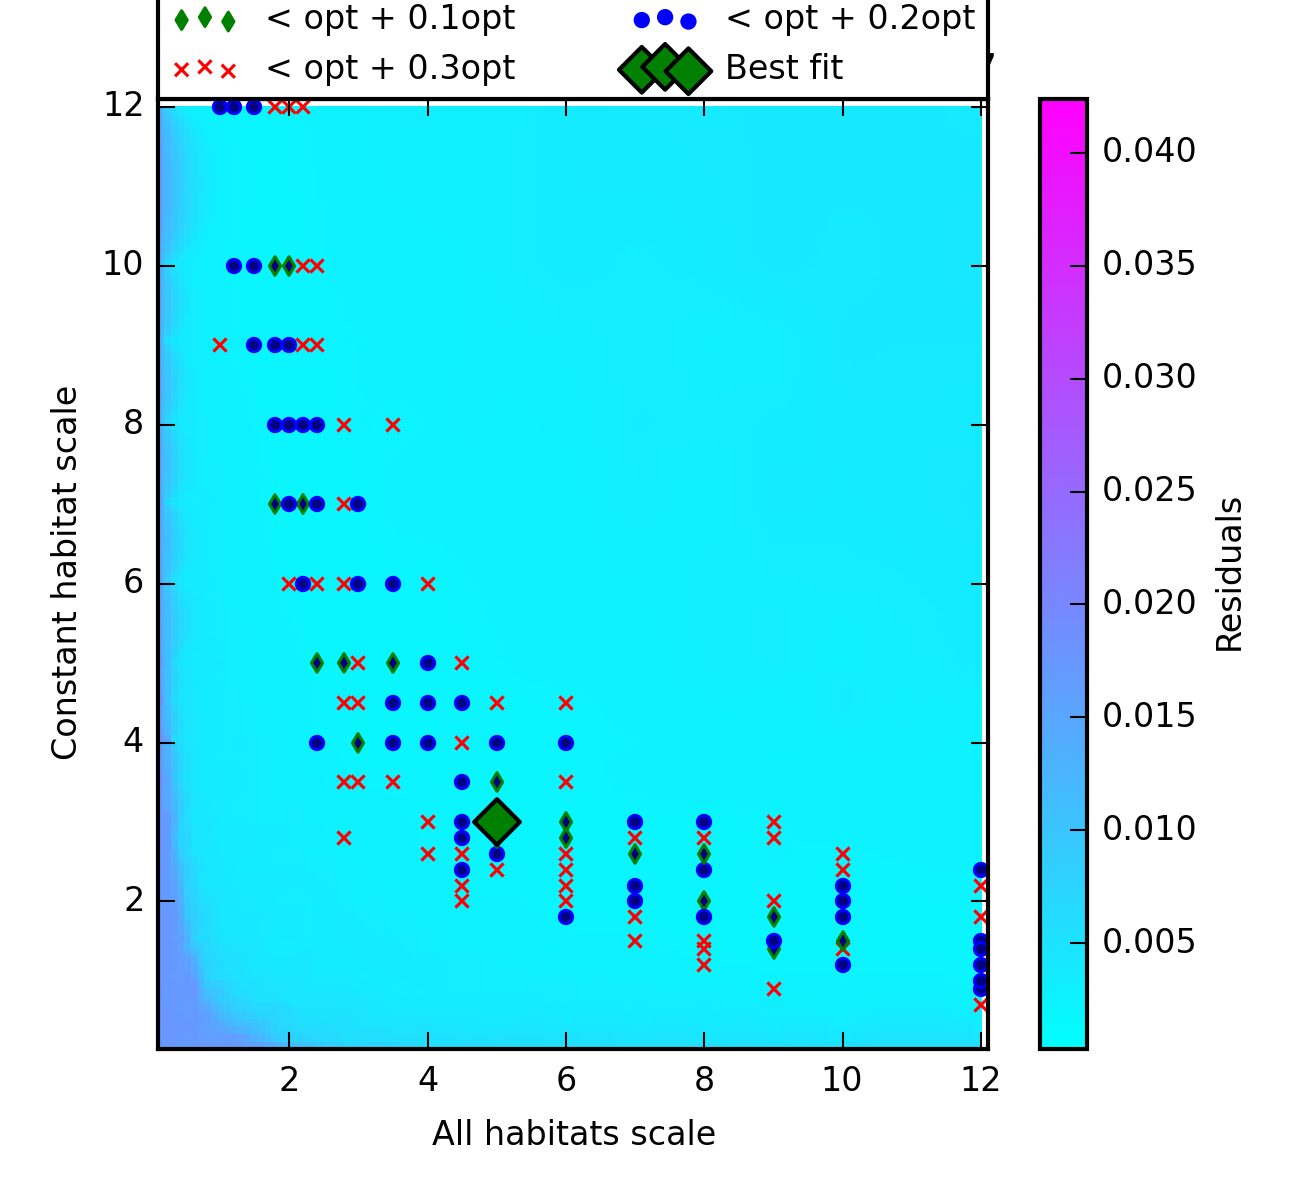 < opt + 0.1opt < opt + 0.2opt
< opt + 0.3opt Best fit
12
10
8
6
4
2
2 4 6 8 10 12
All habitats scale
Constant habitat scale
0.040
0.035
0.030
0.025
0.020
0.015
0.010
0.005
Residuals